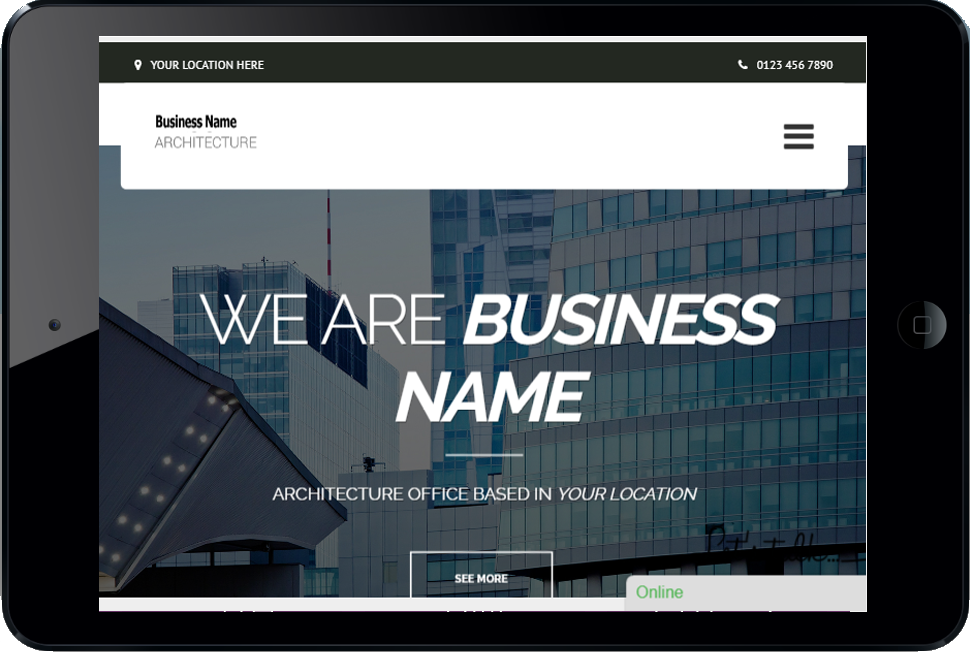 YOUR LOCATION HERE
0123 456 7890
Business Name
ARCHITECTURE
WE ARE BUSINESS
NAME
ARCHITECTURE OFFICE BASED IN YOUR LOCATION
SEE MORE
Online